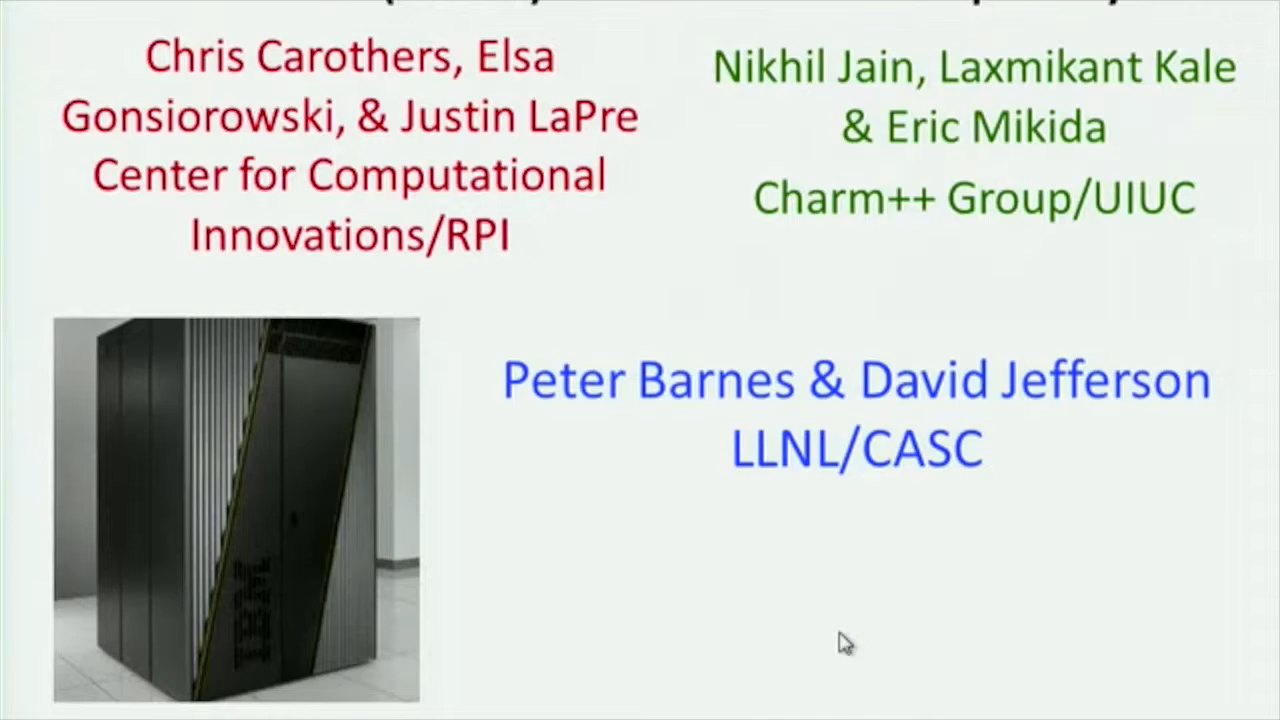 Chris Carothers, Elsa
Gonsiorowski, & Justin LaPre
Center for Computational
Innovations/RPI
Nikhil Jain, Laxmikant Kale
& Eric Mikida
Charm++ Group/UIUC
Peter Barnes & David Jefferson
LLNL/CASC
IBM